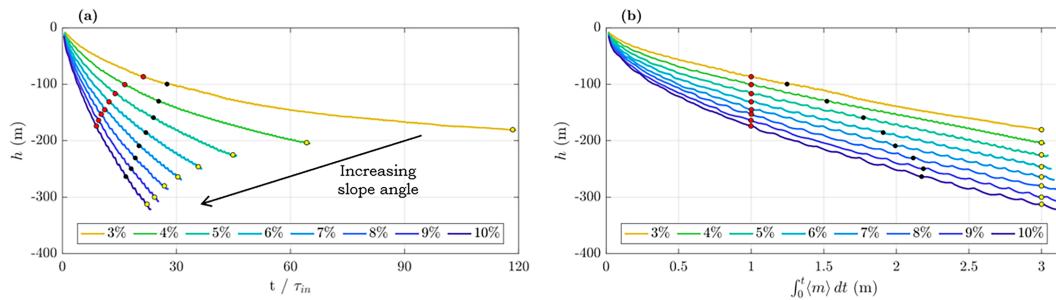 (a)
h (m)
0
-100
-200
-300
-400
Increasing
slope angle
3% 4% 5% 6% 7% 8% 9% 10%
0 30 60 90 120
t / τ_in
(b)
h (m)
0
-100
-200
-300
-400
3% 4% 5% 6% 7% 8% 9% 10%
0 0.5 1 1.5 2 2.5 3
∫₀ᵗ⟨m⟩ dt (m)